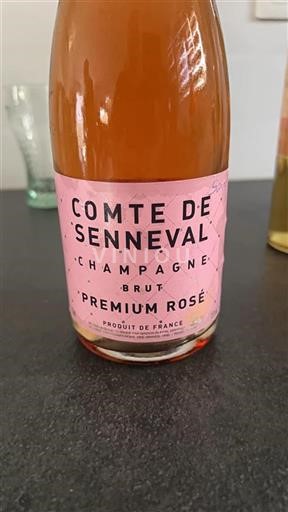 COMTE DE
SENNEVAL
CHAMPAGNE
BRUT
PREMIUM ROSÉ
PRODUIT DE FRANCE